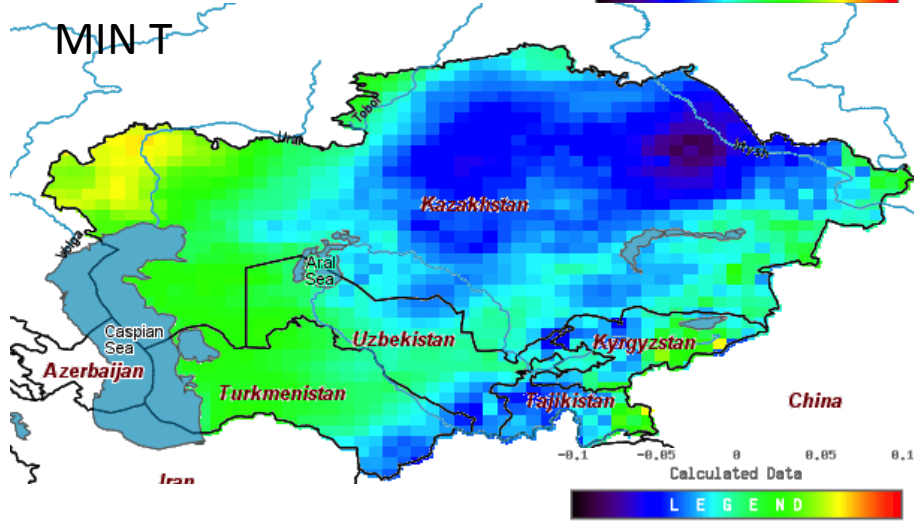 MIN T
Tobol
Ural
Irtysh
Kazakhstan
Volga
Aral
Sea
Caspian
Sea
Uzbekistan
Kyrgyzstan
Azerbaijan
Turkmenistan
Tajikistan
China
Iran
-0.1 -0.05 0 0.05 0.1
Calculated Data
L E G E N D